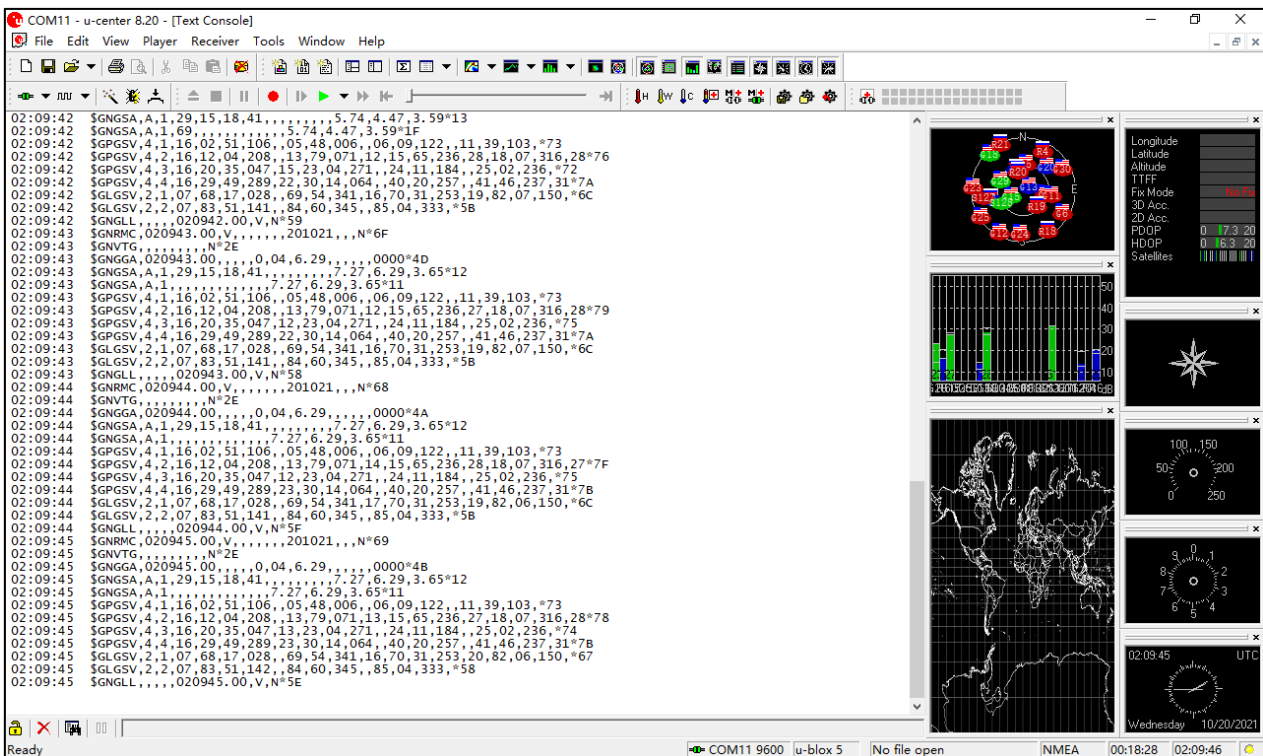 COM11 - u-center 8.20 - [Text Console]
File Edit View Player Receiver Tools Window Help
02:09:42 $GNGSA,A,1,29,15,18,41,,,,,,,,,5.74,4.47,3.59*13
02:09:42 $GNGSA,A,1,69,,,,,,,,,,,,5.74,4.47,3.59*1F
02:09:42 $GPGSV,4,1,16,02,51,106,,05,48,006,,06,09,122,,11,39,103,*73
02:09:42 $GPGSV,4,2,16,12,04,208,,13,79,071,12,15,65,236,28,18,07,316,28*76
02:09:42 $GPGSV,4,3,16,20,35,047,15,23,04,271,,24,11,184,,25,02,236,*72
02:09:42 $GPGSV,4,4,16,29,49,289,22,30,14,064,,40,20,257,,41,46,237,31*7A
02:09:42 $GLGSV,2,1,07,68,17,028,,69,54,341,16,70,31,253,19,82,07,150,*6C
02:09:42 $GLGSV,2,2,07,83,51,141,,84,60,345,,85,04,333,*5B
02:09:42 $GNGLL,,,,,020942.00,V,N*59
02:09:43 $GNRMC,020943.00,V,,,,,,,201021,,,N*6F
02:09:43 $GNVTG,,,,,,,,,N*2E
02:09:43 $GNGGA,020943.00,,,,,0,04,6.29,,,,,,0000*4D
02:09:43 $GNGSA,A,1,29,15,18,41,,,,,,,,,7.27,6.29,3.65*12
02:09:43 $GNGSA,A,1,,,,,,,,,,,,,7.27,6.29,3.65*11
02:09:43 $GPGSV,4,1,16,02,51,106,,05,48,006,,06,09,122,,11,39,103,*73
02:09:43 $GPGSV,4,2,16,12,04,208,,13,79,071,12,15,65,236,27,18,07,316,28*79
02:09:43 $GPGSV,4,3,16,20,35,047,12,23,04,271,,24,11,184,,25,02,236,*75
02:09:43 $GPGSV,4,4,16,29,49,289,22,30,14,064,,40,20,257,,41,46,237,31*7A
02:09:43 $GLGSV,2,1,07,68,17,028,,69,54,341,16,70,31,253,19,82,07,150,*6C
02:09:43 $GLGSV,2,2,07,83,51,141,,84,60,345,,85,04,333,*5B
02:09:43 $GNGLL,,,,,020943.00,V,N*58
02:09:44 $GNRMC,020944.00,V,,,,,,,201021,,,N*68
02:09:44 $GNVTG,,,,,,,,,N*2E
02:09:44 $GNGGA,020944.00,,,,,0,04,6.29,,,,,,0000*4A
02:09:44 $GNGSA,A,1,29,15,18,41,,,,,,,,,7.27,6.29,3.65*12
02:09:44 $GNGSA,A,1,,,,,,,,,,,,,7.27,6.29,3.65*11
02:09:44 $GPGSV,4,1,16,02,51,106,,05,48,006,,06,09,122,,11,39,103,*73
02:09:44 $GPGSV,4,2,16,12,04,208,,13,79,071,14,15,65,236,28,18,07,316,27*7F
02:09:44 $GPGSV,4,3,16,20,35,047,12,23,04,271,,24,11,184,,25,02,236,*75
02:09:44 $GPGSV,4,4,16,29,49,289,23,30,14,064,,40,20,257,,41,46,237,31*7B
02:09:44 $GLGSV,2,1,07,68,17,028,,69,54,341,17,70,31,253,19,82,06,150,*6C
02:09:44 $GLGSV,2,2,07,83,51,141,,84,60,345,,85,04,333,*5B
02:09:44 $GNGLL,,,,,020944.00,V,N*5F
02:09:45 $GNRMC,020945.00,V,,,,,,,201021,,,N*69
02:09:45 $GNVTG,,,,,,,,,N*2E
02:09:45 $GNGGA,020945.00,,,,,0,04,6.29,,,,,,0000*4B
02:09:45 $GNGSA,A,1,29,15,18,41,,,,,,,,,7.27,6.29,3.65*12
02:09:45 $GNGSA,A,1,,,,,,,,,,,,,7.27,6.29,3.65*11
02:09:45 $GPGSV,4,1,16,02,51,106,,05,48,006,,06,09,122,,11,39,103,*73
02:09:45 $GPGSV,4,2,16,12,04,208,,13,79,071,13,15,65,236,27,18,07,316,28*78
02:09:45 $GPGSV,4,3,16,20,35,047,13,23,04,271,,24,11,184,,25,02,236,*74
02:09:45 $GPGSV,4,4,16,29,49,289,23,30,14,064,,40,20,257,,41,46,237,31*7B
02:09:45 $GLGSV,2,1,07,68,17,028,,69,54,341,16,70,31,253,20,82,06,150,*67
02:09:45 $GLGSV,2,2,07,83,51,142,,84,60,345,,85,04,333,*58
02:09:45 $GNGLL,,,,,020945.00,V,N*5E
N
R21
R4
R20
G30
G23
G13
G11
R19
G6
G25
G12
G24
R18
E
50
40
30
20
10
dB
Longitude
Latitude
Altitude
TTFF
Fix Mode No Fix
3D Acc.
2D Acc.
PDOP 0 7.3 20
HDOP 0 6.3 20
Satellites
100 150
50 200
0 250
9 0 1
8 2
7 3
6 5 4
02:09:45 UTC
Wednesday 10/20/2021
Ready COM11 9600 u-blox 5 No file open NMEA 00:18:28 02:09:46